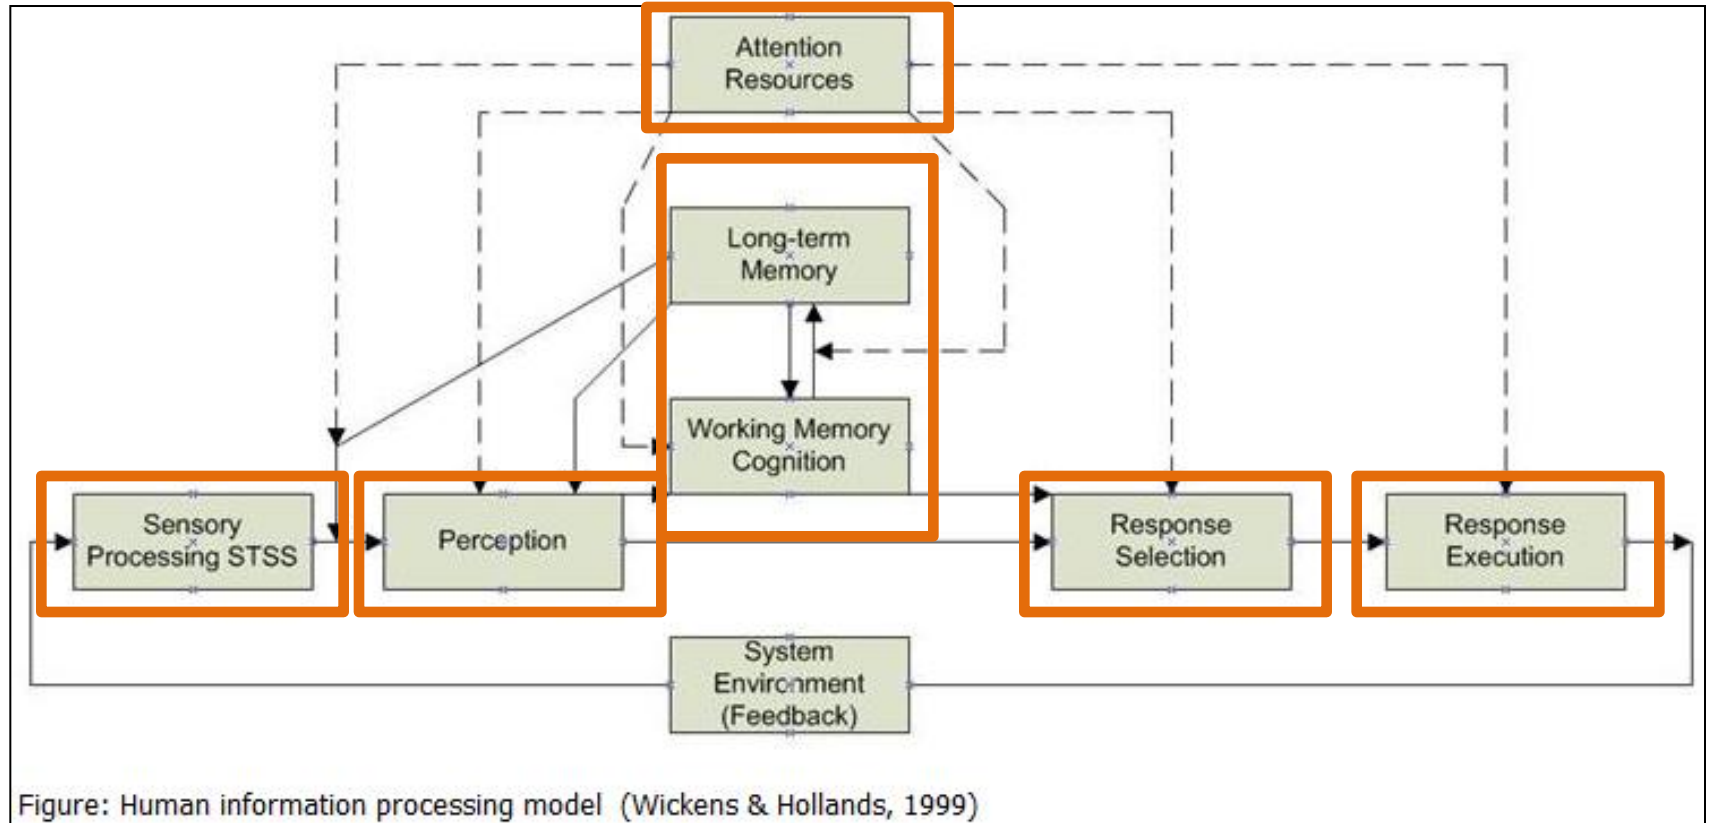 Attention
Resources
Long-term
Memory
Working Memory
Cognition
Sensory
Processing STSS
Perception
Response
Selection
Response
Execution
System
Environment
(Feedback)
Figure: Human information processing model (Wickens & Hollands, 1999)